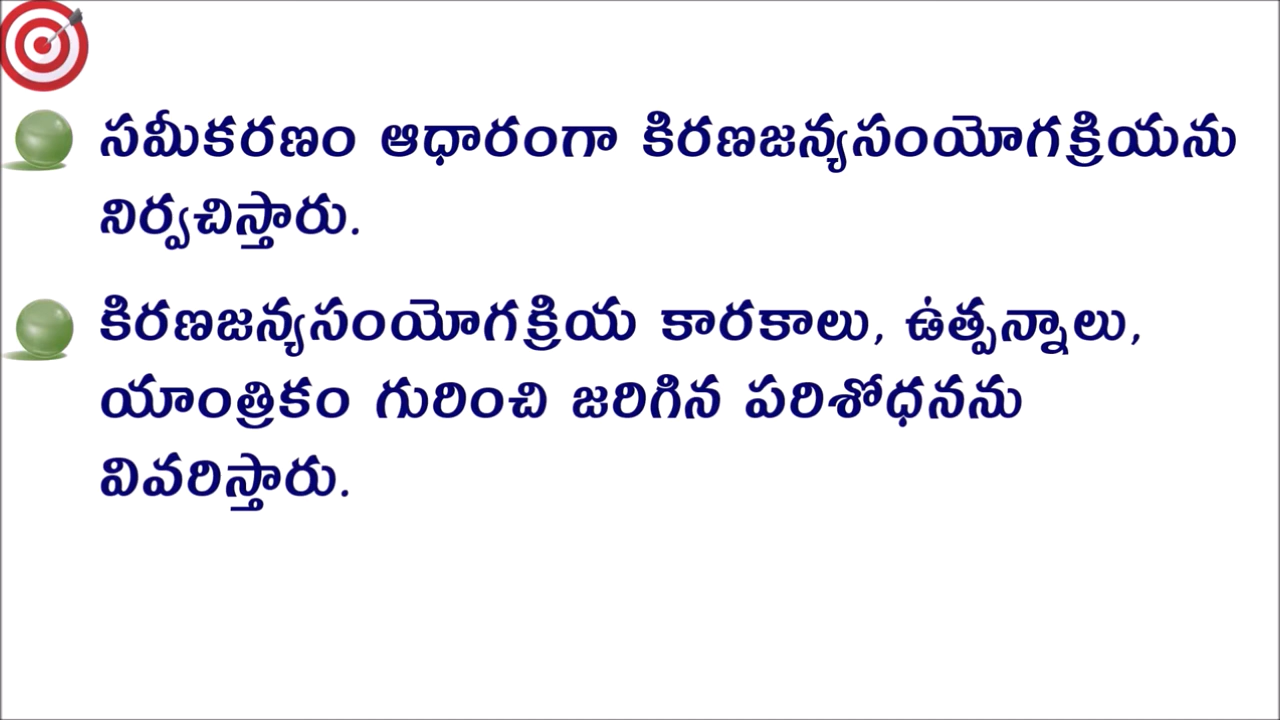 సమీకరణం ఆధారంగా కిరణజన్యసంయోగక్రియను
నిర్వచిస్తారు.
కిరణజన్యసంయోగక్రియ కారకాలు, ఉత్పన్నాలు,
యాంత్రికం గురించి జరిగిన పరిశోధనను
వివరిస్తారు.